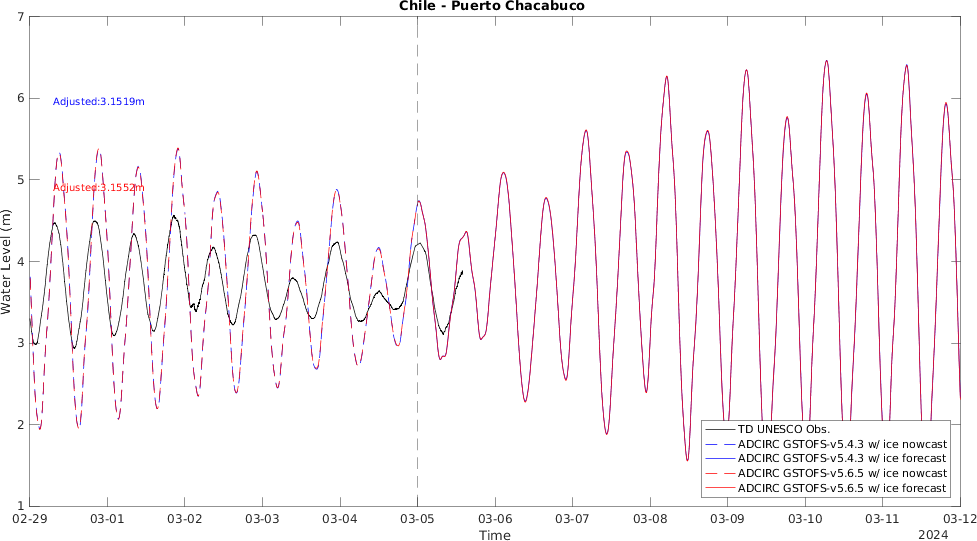 Chile - Puerto Chacabuco
7
6
5
4
3
2
1
Water Level (m)
Adjusted:3.1519m
Adjusted:3.1552m
TD UNESCO Obs.
ADCIRC GSTOFS-v5.4.3 w/ ice nowcast
ADCIRC GSTOFS-v5.4.3 w/ ice forecast
ADCIRC GSTOFS-v5.6.5 w/ ice nowcast
ADCIRC GSTOFS-v5.6.5 w/ ice forecast
02-29 03-01 03-02 03-03 03-04 03-05 03-06 03-07 03-08 03-09 03-10 03-11 03-12
Time
2024